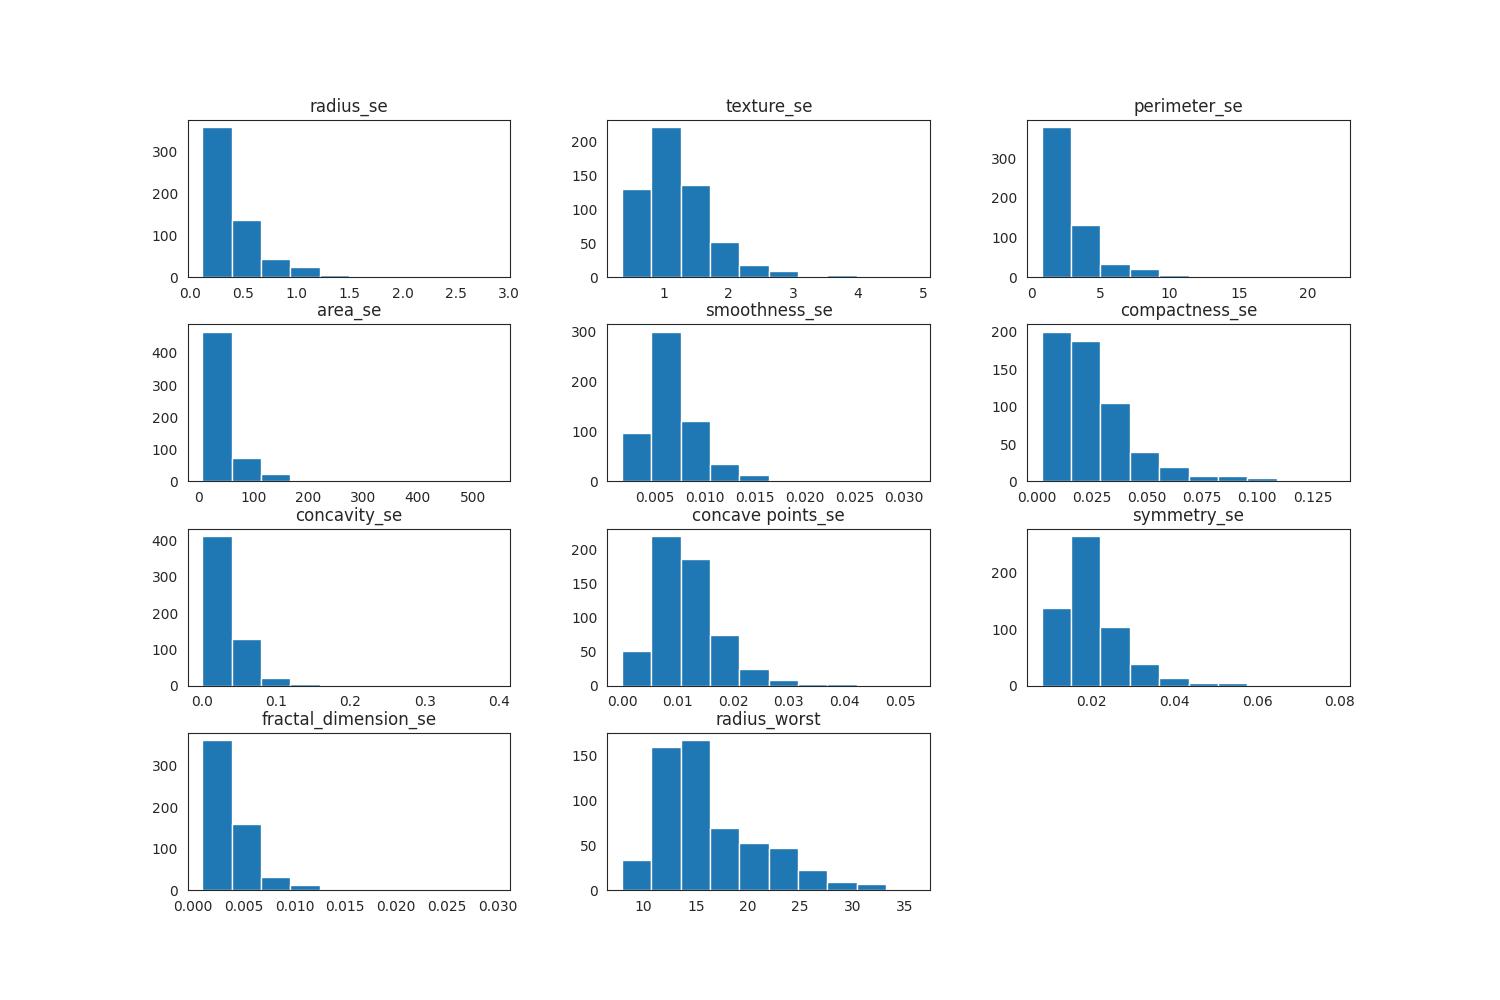 radius_se
300
200
100
0
0.0 0.5 1.0 1.5 2.0 2.5 3.0
texture_se
200
150
100
50
0
1 2 3 4 5
perimeter_se
300
200
100
0
0 5 10 15 20
area_se
400
300
200
100
0
0 100 200 300 400 500
smoothness_se
300
200
100
0
0.005 0.010 0.015 0.020 0.025 0.030
compactness_se
200
150
100
50
0
0.000 0.025 0.050 0.075 0.100 0.125
concavity_se
400
300
200
100
0
0.0 0.1 0.2 0.3 0.4
concave points_se
200
150
100
50
0
0.00 0.01 0.02 0.03 0.04 0.05
symmetry_se
200
100
0
0.02 0.04 0.06 0.08
fractal_dimension_se
300
200
100
0
0.000 0.005 0.010 0.015 0.020 0.025 0.030
radius_worst
150
100
50
0
10 15 20 25 30 35